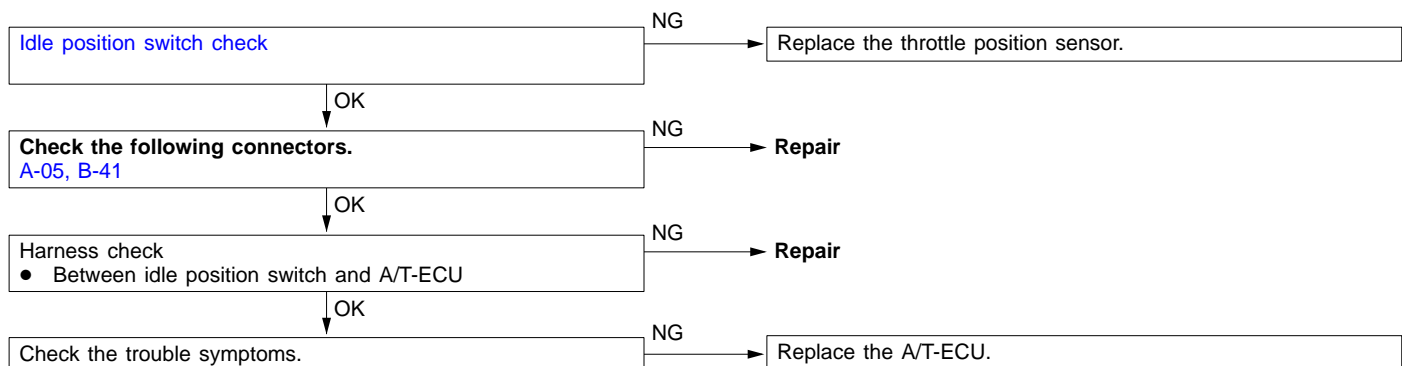 Idle position switch check
NG
Replace the throttle position sensor.
OK
Check the following connectors.
A-05, B-41
NG
Repair
OK
Harness check
● Between idle position switch and A/T-ECU
NG
Repair
OK
Check the trouble symptoms.
NG
Replace the A/T-ECU.